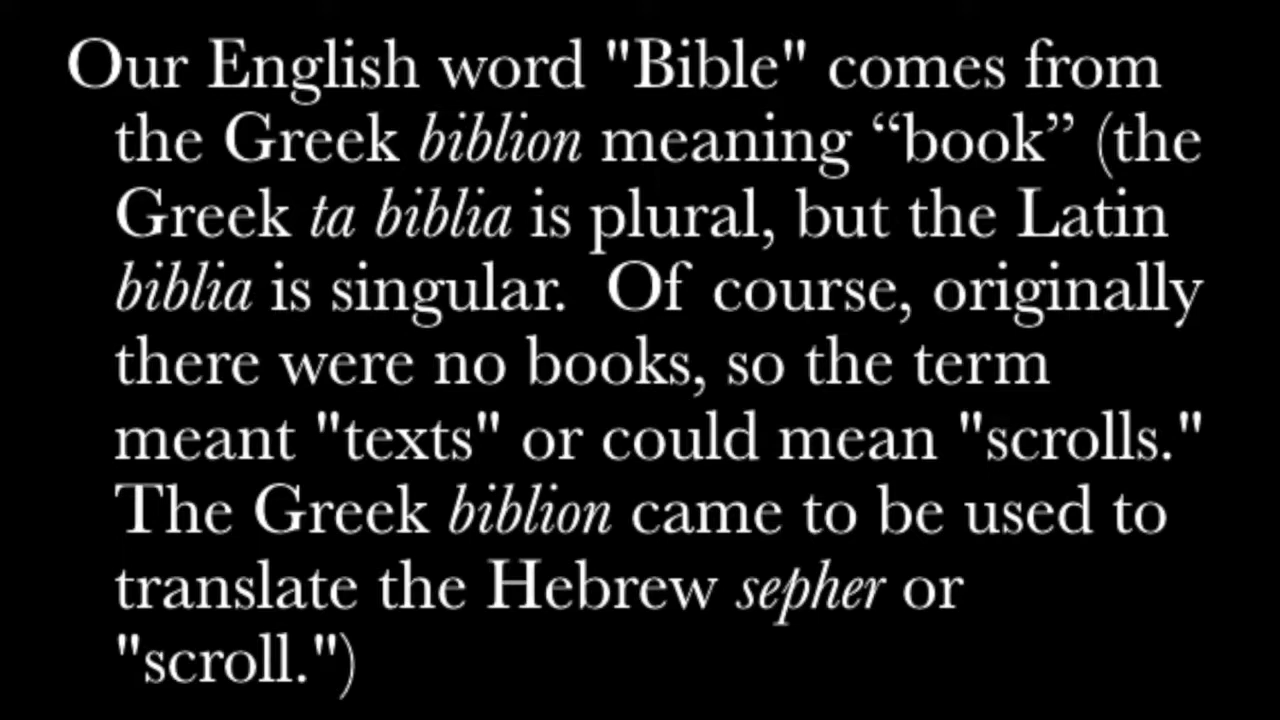 Our English word "Bible" comes from
the Greek biblion meaning “book” (the
Greek ta biblia is plural, but the Latin
biblia is singular.  Of course, originally
there were no books, so the term
meant "texts" or could mean "scrolls."
The Greek biblion came to be used to
translate the Hebrew sepher or
"scroll.")